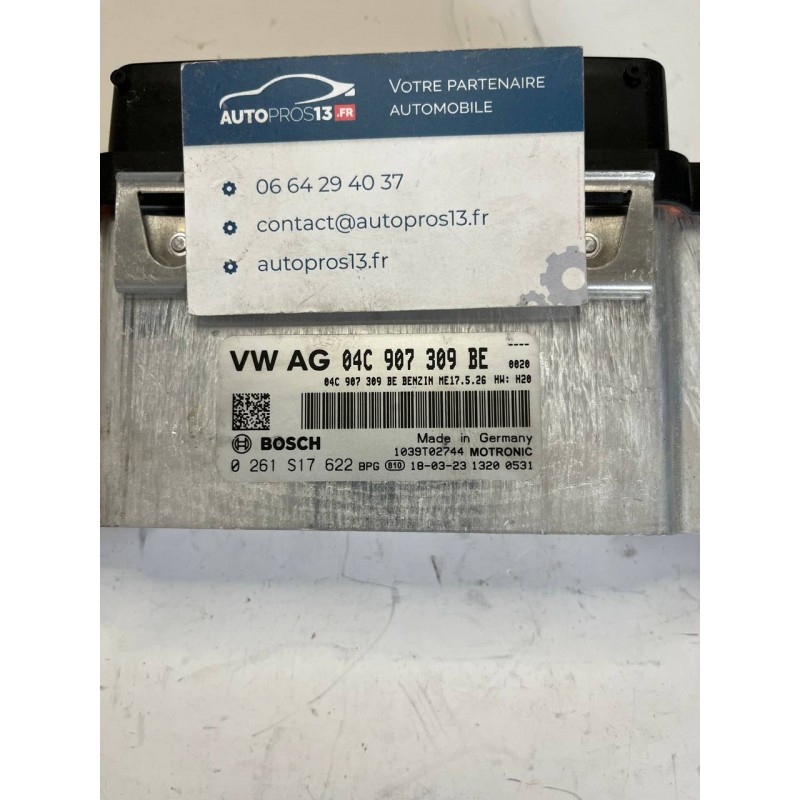 AUTOPROS13.FR
VOTRE PARTENAIRE
AUTOMOBILE
06 64 29 40 37
contact@autopros13.fr
autopros13.fr
VW AG 04C 907 309 BE ----
0020
04C 907 309 BE BENZIN ME17.5.26 HW: H20
BOSCH
Made in Germany
1039T02744 MOTRONIC
0 261 S17 622 BPG 810 18-03-23 1320 0531